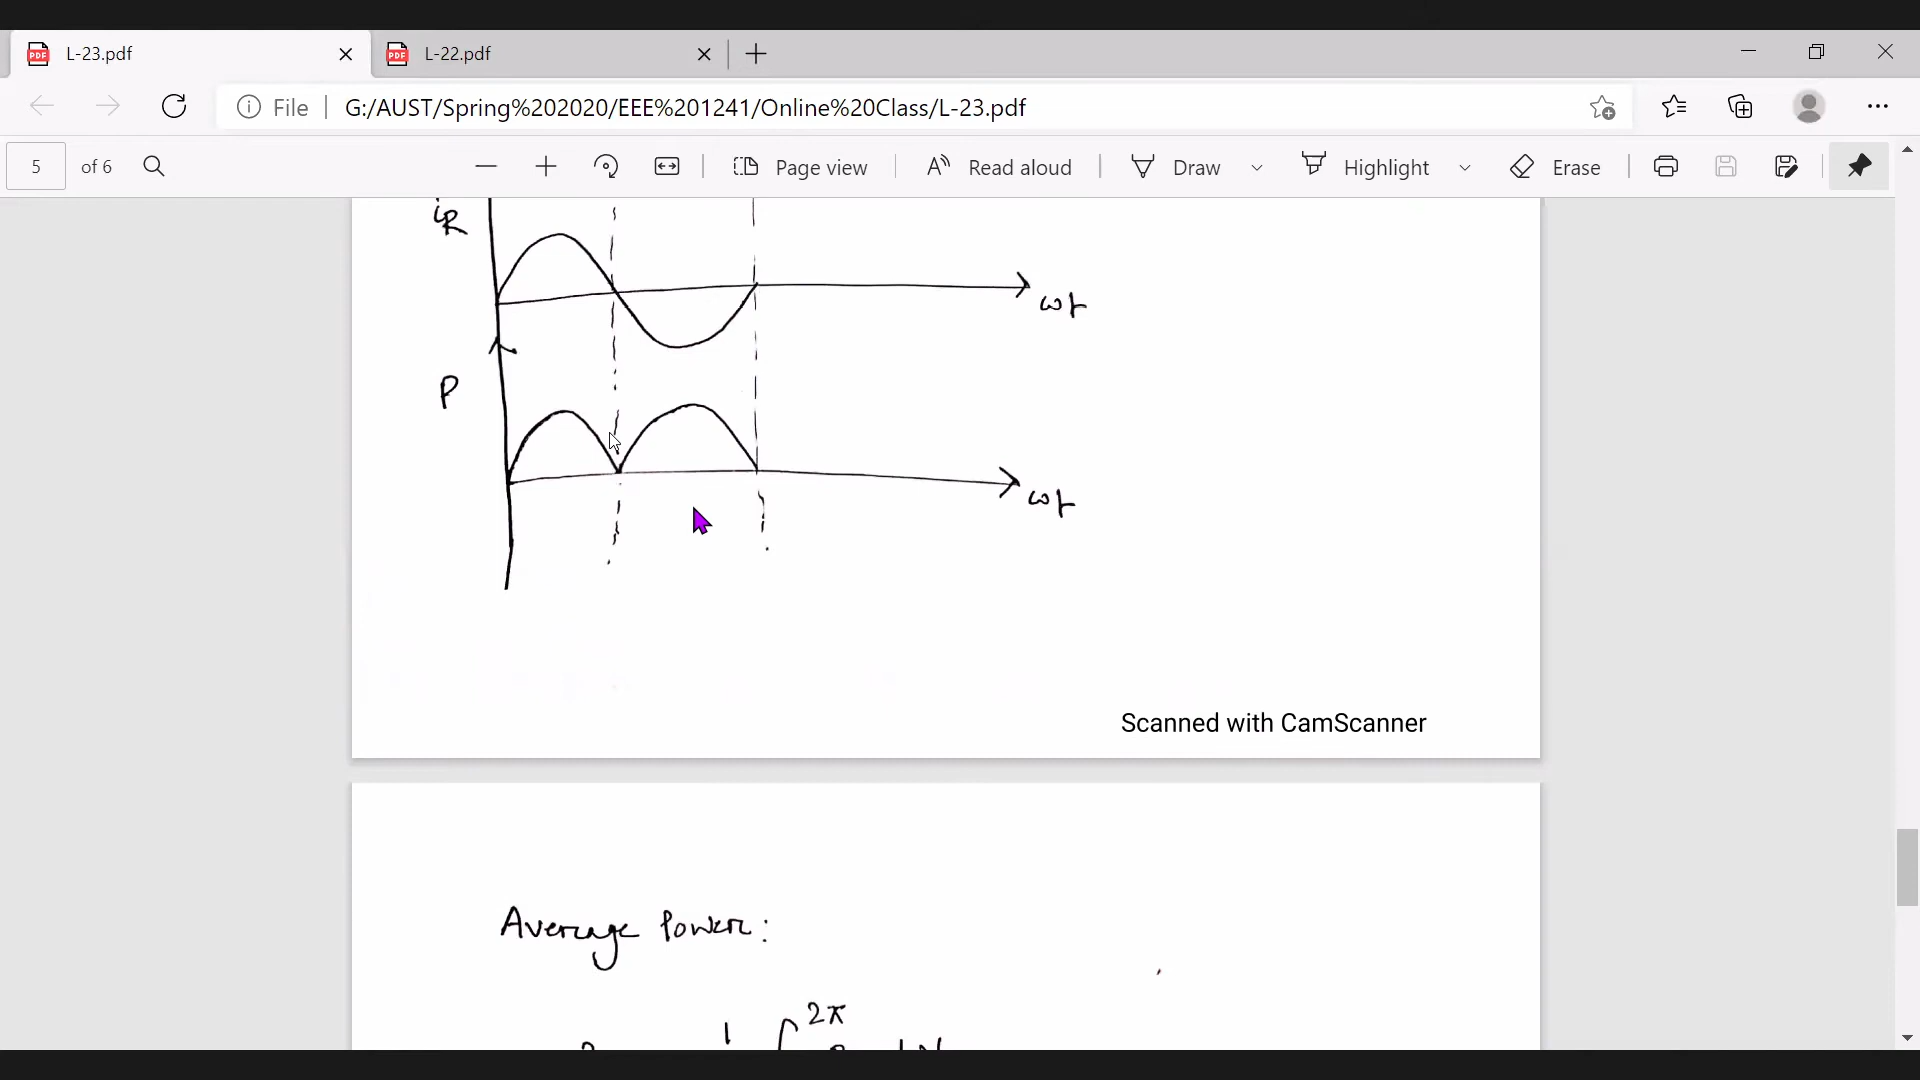 L-23.pdf
L-22.pdf
File
G:/AUST/Spring%202020/EEE%201241/Online%20Class/L-23.pdf
5 of 6
Page view
Read aloud
Draw
Highlight
Erase
iR
ωt
P
ωt
Scanned with CamScanner
Average Power:
1
2π